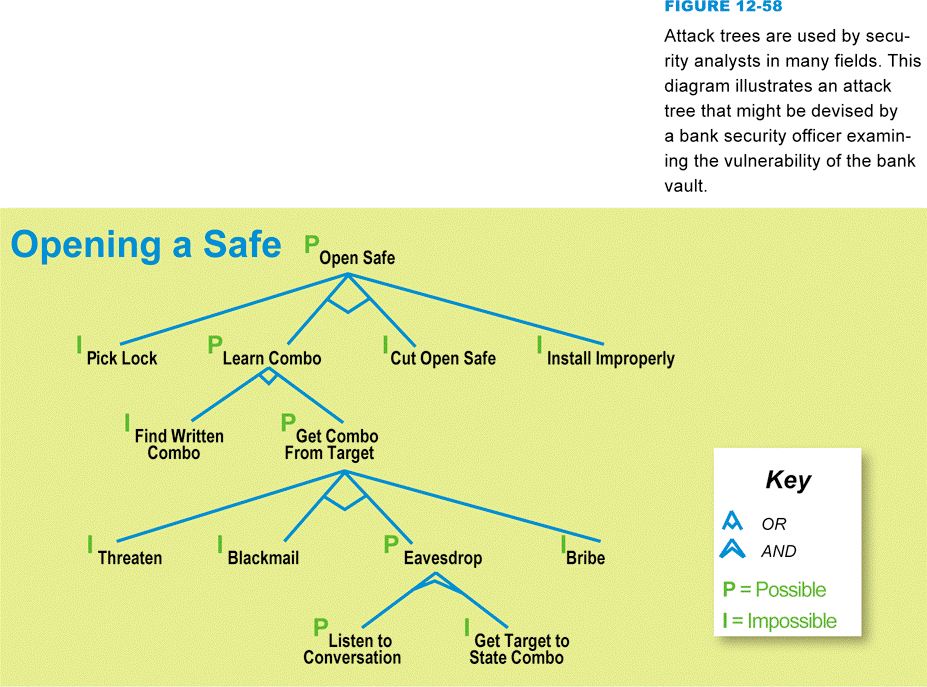 FIGURE 12-58
Attack trees are used by secu-
rity analysts in many fields. This
diagram illustrates an attack
tree that might be devised by
a bank security officer examin-
ing the vulnerability of the bank
vault.
Opening a Safe
P Open Safe
I Pick Lock
P Learn Combo
I Cut Open Safe
I Install Improperly
I Find Written
Combo
P Get Combo
From Target
I Threaten
I Blackmail
P Eavesdrop
I Bribe
P Listen to
Conversation
I Get Target to
State Combo
Key
OR
AND
P = Possible
I = Impossible